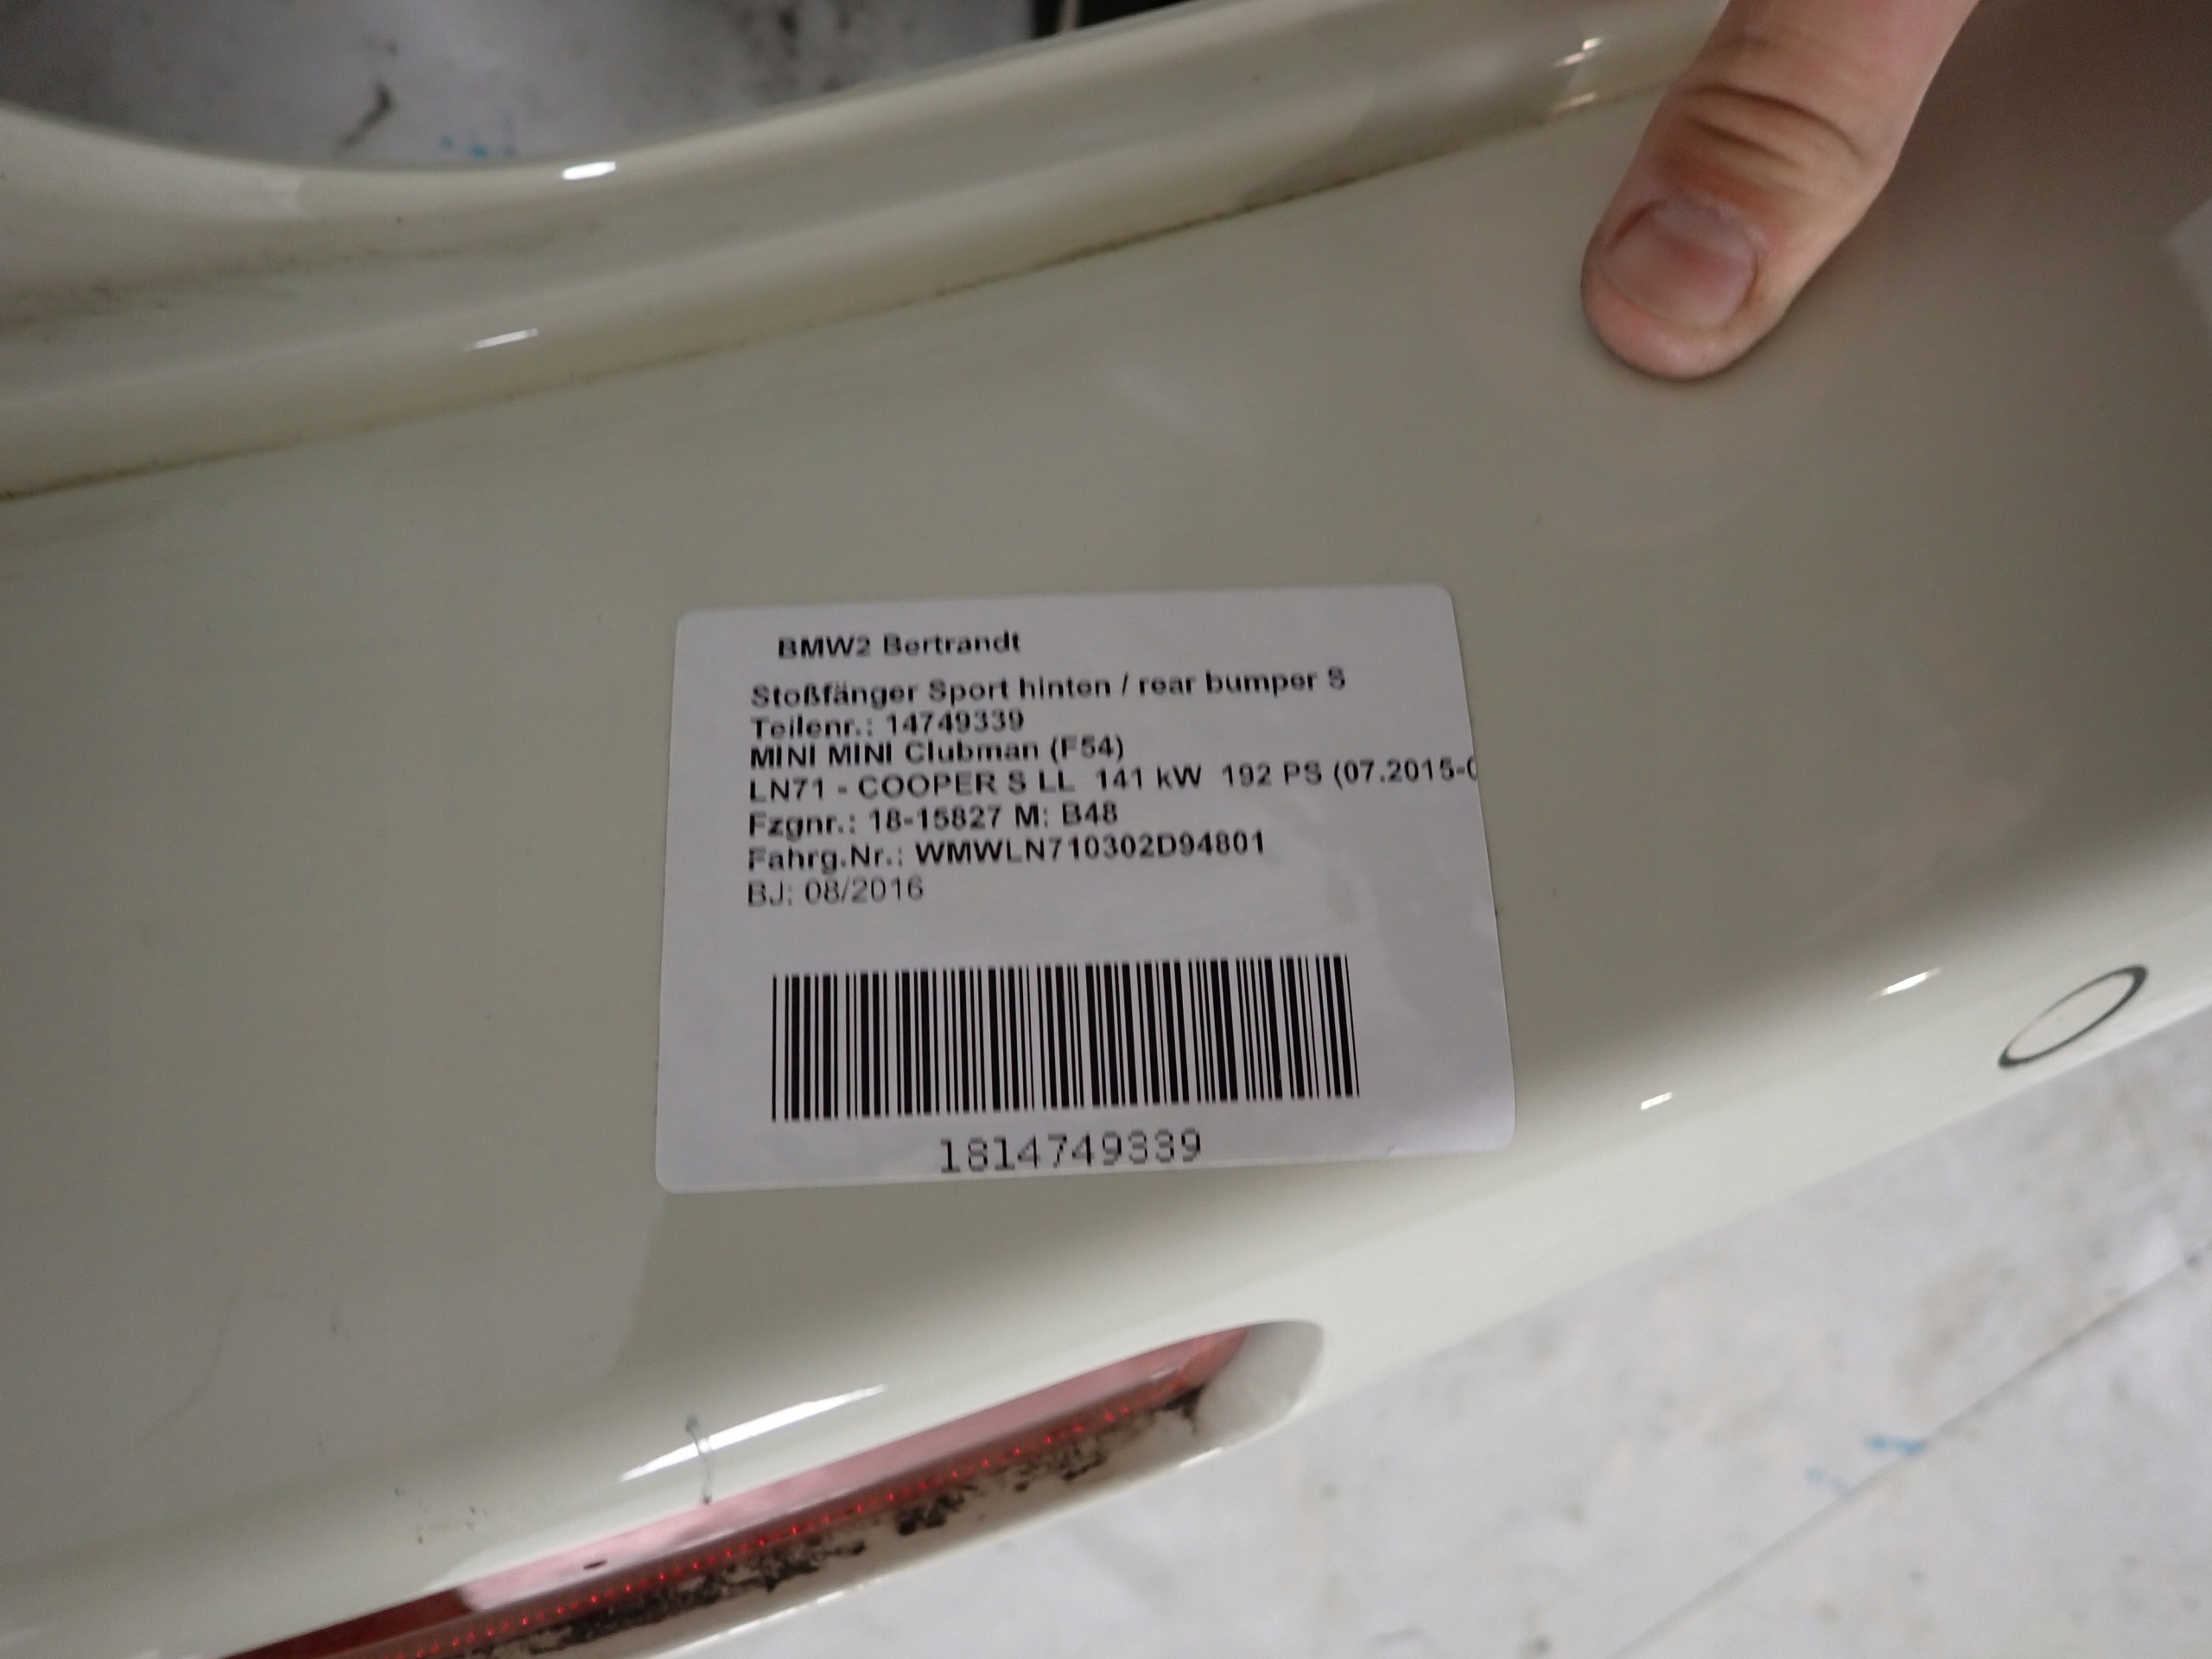 BMW2 Bertrandt
Stoßfänger Sport hinten / rear bumper S
Teilenr.: 14749339
MINI MINI Clubman (F54)
LN71 - COOPER S LL 141 kW 192 PS (07.2015-0
Fzgnr.: 18-15827 M: B48
Fahrg.Nr.: WMWLN710302D94801
BJ: 08/2016
1814749339